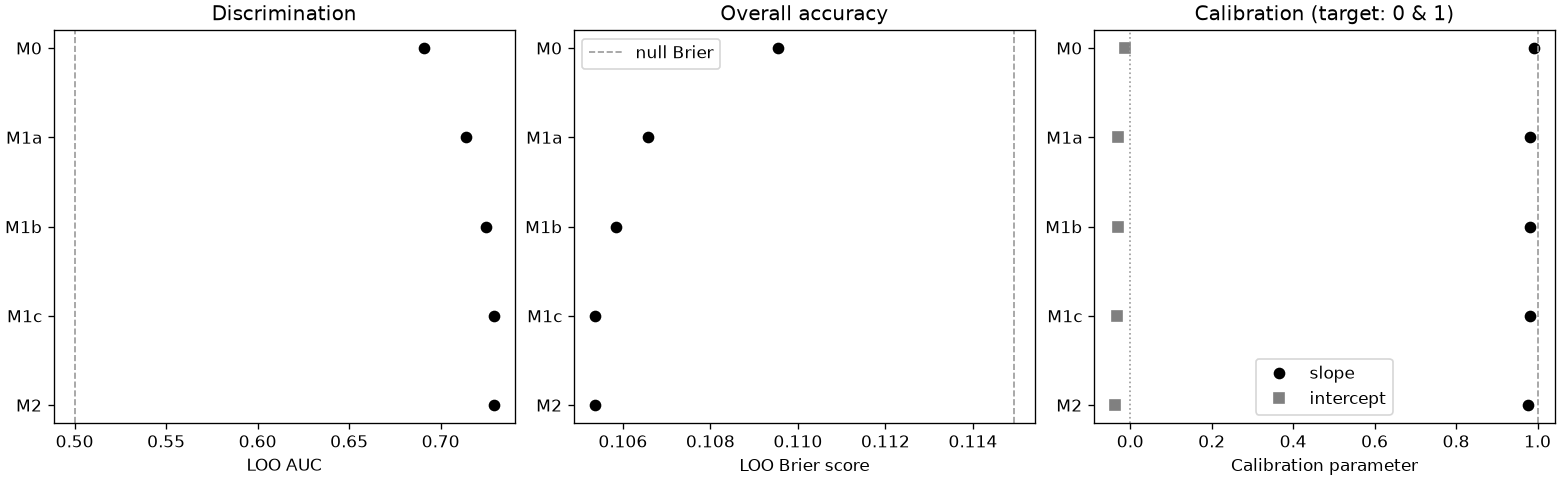 Discrimination
M0
M1a
M1b
M1c
M2
0.50 0.55 0.60 0.65 0.70
LOO AUC
Overall accuracy
null Brier
M0
M1a
M1b
M1c
M2
0.106 0.108 0.110 0.112 0.114
LOO Brier score
Calibration (target: 0 & 1)
M0
M1a
M1b
M1c
M2
slope
intercept
0.0 0.2 0.4 0.6 0.8 1.0
Calibration parameter